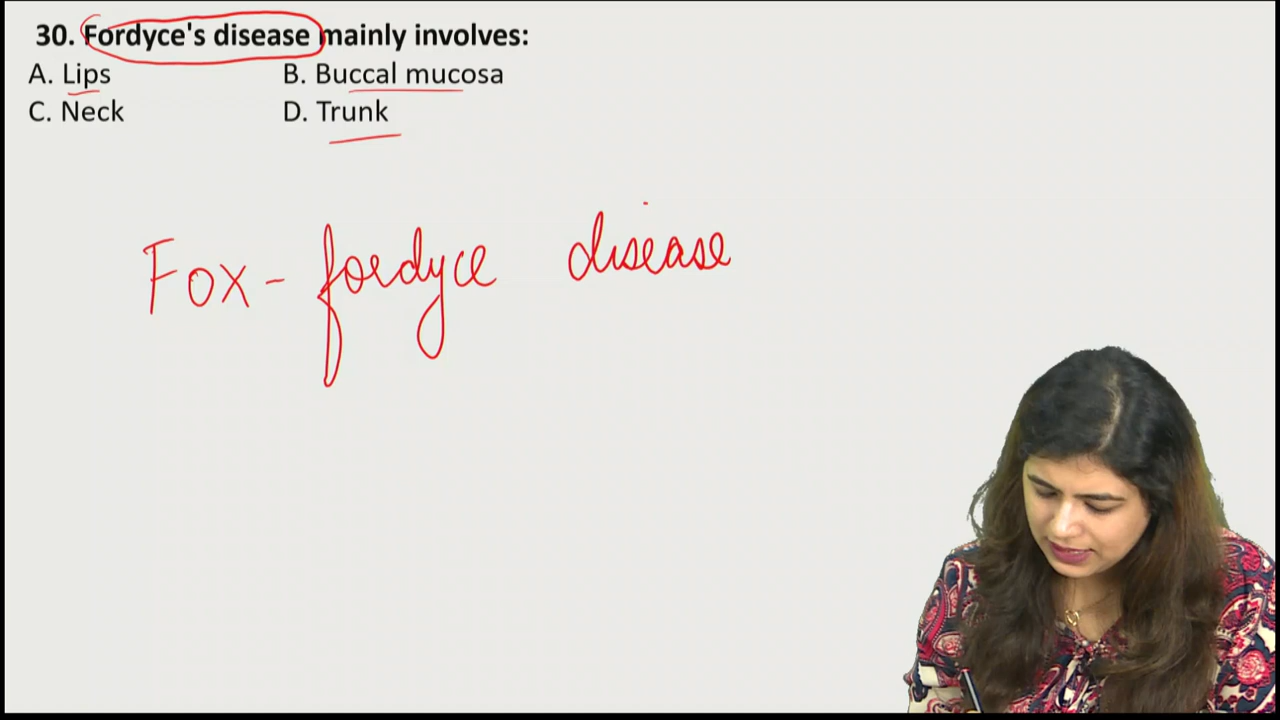 30. Fordyce's disease mainly involves:
A. Lips B. Buccal mucosa
C. Neck D. Trunk
Fox-fordyce disease